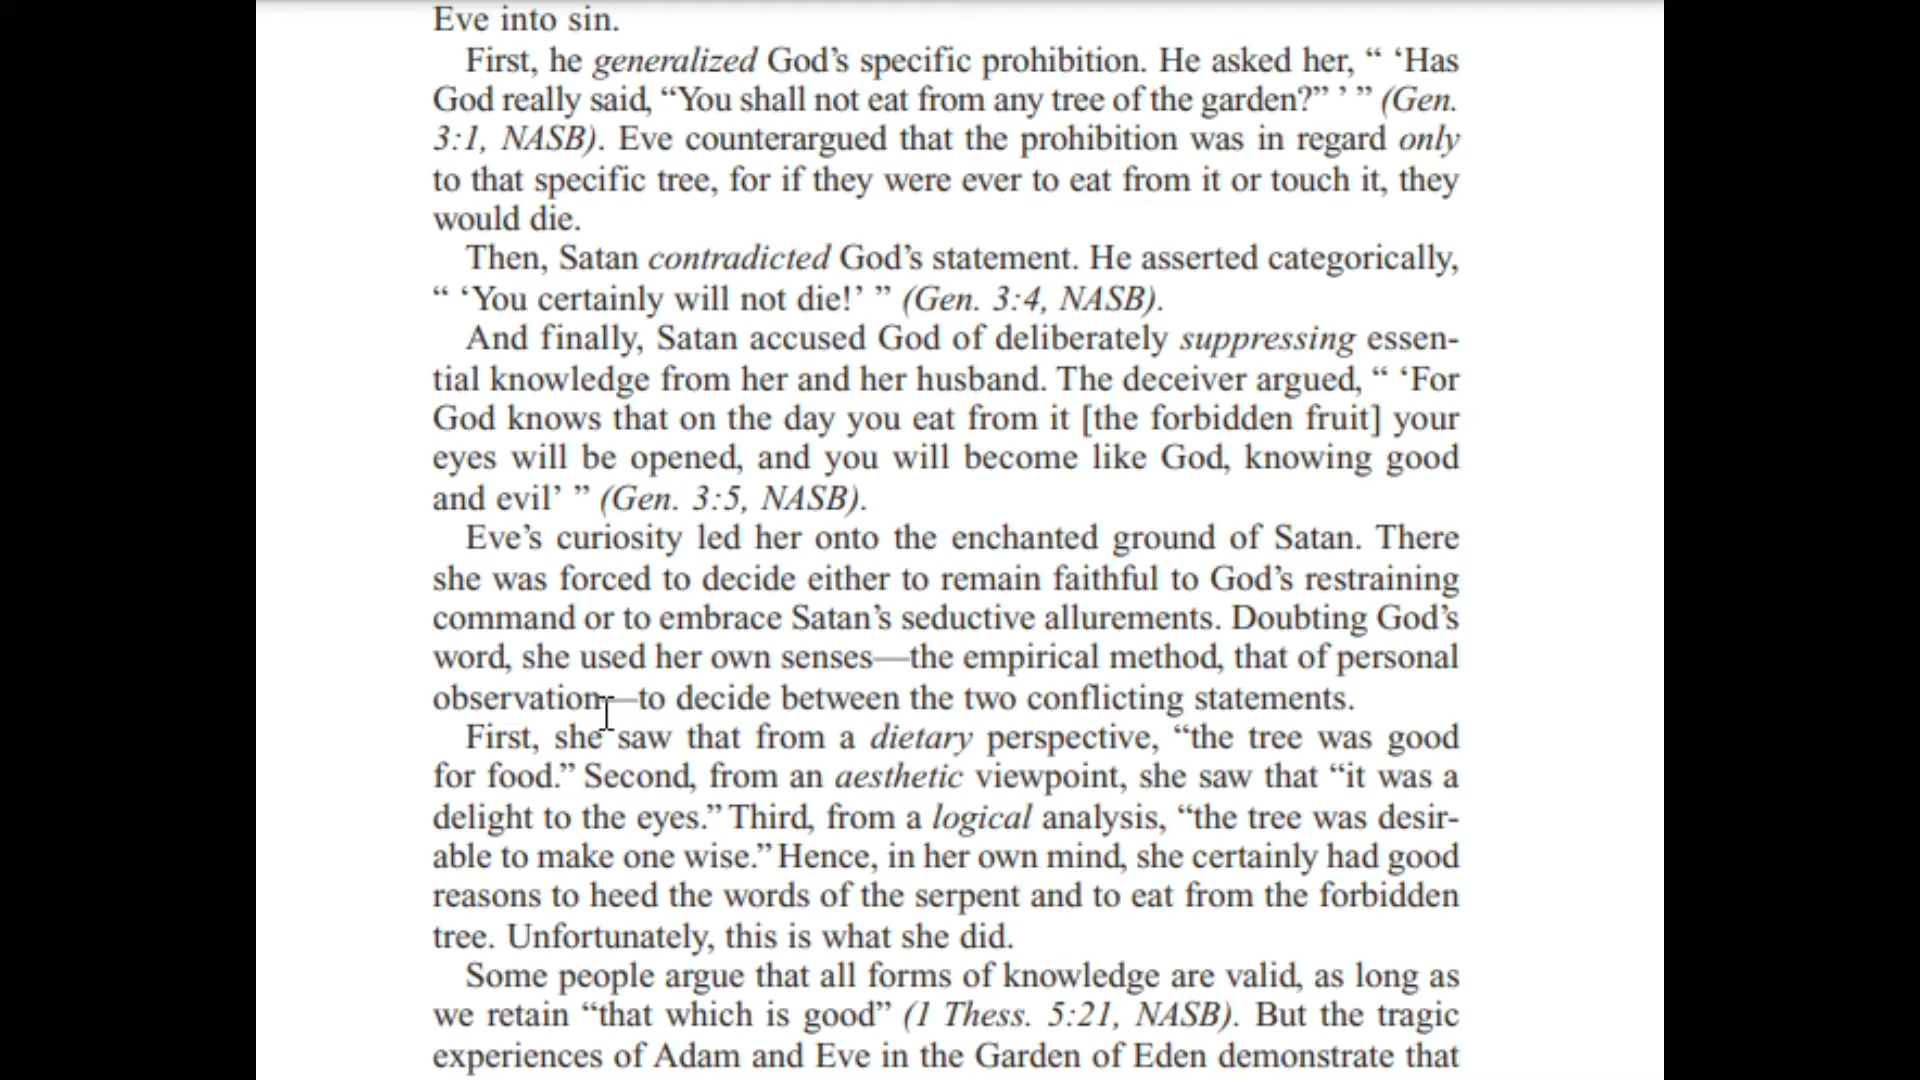 Eve into sin.
First, he generalized God’s specific prohibition. He asked her, “ ‘Has
God really said, “You shall not eat from any tree of the garden?” ’ ” (Gen.
3:1, NASB). Eve counterargued that the prohibition was in regard only
to that specific tree, for if they were ever to eat from it or touch it, they
would die.
Then, Satan contradicted God’s statement. He asserted categorically,
“ ‘You certainly will not die!’ ” (Gen. 3:4, NASB).
And finally, Satan accused God of deliberately suppressing essen-
tial knowledge from her and her husband. The deceiver argued, “ ‘For
God knows that on the day you eat from it [the forbidden fruit] your
eyes will be opened, and you will become like God, knowing good
and evil’ ” (Gen. 3:5, NASB).
Eve’s curiosity led her onto the enchanted ground of Satan. There
she was forced to decide either to remain faithful to God’s restraining
command or to embrace Satan’s seductive allurements. Doubting God’s
word, she used her own senses—the empirical method, that of personal
observation—to decide between the two conflicting statements.
First, she saw that from a dietary perspective, “the tree was good
for food.” Second, from an aesthetic viewpoint, she saw that “it was a
delight to the eyes.” Third, from a logical analysis, “the tree was desir-
able to make one wise.” Hence, in her own mind, she certainly had good
reasons to heed the words of the serpent and to eat from the forbidden
tree. Unfortunately, this is what she did.
Some people argue that all forms of knowledge are valid, as long as
we retain “that which is good” (1 Thess. 5:21, NASB). But the tragic
experiences of Adam and Eve in the Garden of Eden demonstrate that